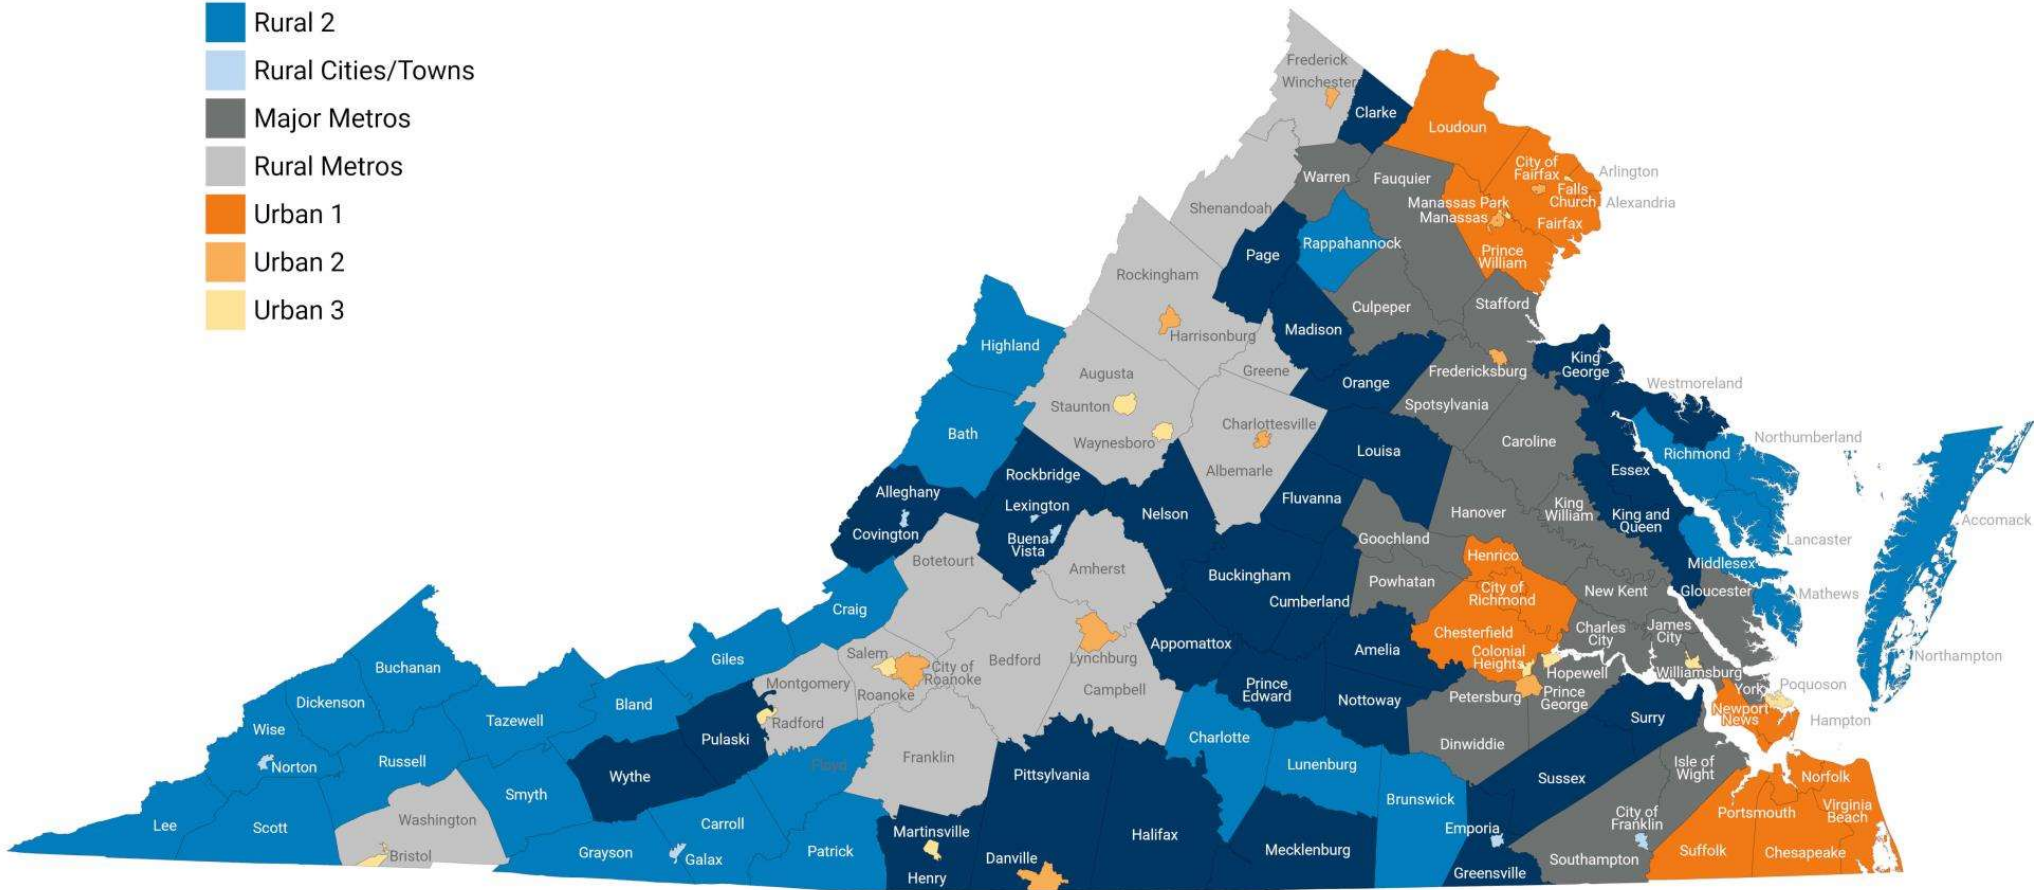 Rural 2
Rural Cities/Towns
Major Metros
Rural Metros
Urban 1
Urban 2
Urban 3
Frederick
Winchester
Clarke
Loudoun
City of
Fairfax
Arlington
Falls
Church
Alexandria
Fairfax
Warren
Fauquier
Manassas Park
Manassas
Prince
William
Shenandoah
Rappahannock
Page
Rockingham
Culpeper
Stafford
Madison
Harrisonburg
Highland
Greene
Orange
Fredericksburg
King
George
Westmoreland
Augusta
Staunton
Spotsylvania
Waynesboro
Charlottesville
Albemarle
Bath
Louisa
Caroline
Northumberland
Richmond
Essex
Rockbridge
Alleghany
Lexington
Covington
Buena
Vista
Nelson
Fluvanna
Hanover
King
William
King and
Queen
Goochland
Accomack
Lancaster
Botetourt
Amherst
Buckingham
Cumberland
Powhatan
Henrico
City of
Richmond
New Kent
Middlesex
Gloucester
Mathews
Craig
Appomattox
Amelia
Chesterfield
Colonial
Heights
Charles
City
James
City
Williamsburg
Northampton
Buchanan
Giles
Salem
City of
Roanoke
Roanoke
Bedford
Lynchburg
Campbell
Prince
Edward
Nottoway
Petersburg
Hopewell
Prince
George
York
Poquoson
Newport
News
Hampton
Dickenson
Wise
Tazewell
Bland
Montgomery
Radford
Pulaski
Surry
Norton
Russell
Wythe
Floyd
Franklin
Pittsylvania
Charlotte
Lunenburg
Dinwiddie
Sussex
Isle of
Wight
Norfolk
Lee
Scott
Washington
Bristol
Smyth
Carroll
Grayson
Galax
Patrick
Martinsville
Henry
Danville
Halifax
Mecklenburg
Brunswick
Emporia
Greensville
City of
Franklin
Southampton
Portsmouth
Virginia
Beach
Suffolk
Chesapeake